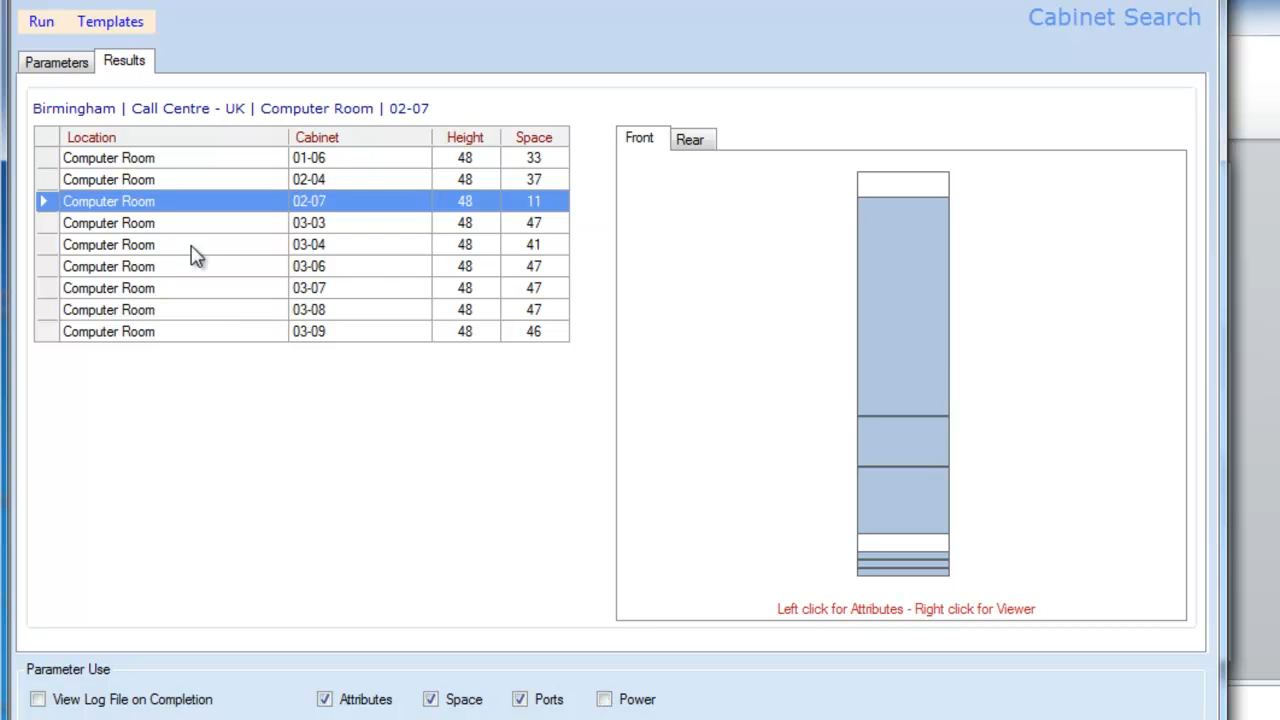 Run Templates
Cabinet Search
Parameters Results
Birmingham | Call Centre - UK | Computer Room | 02-07
Location Cabinet Height Space
Computer Room 01-06 48 33
Computer Room 02-04 48 37
Computer Room 02-07 48 11
Computer Room 03-03 48 47
Computer Room 03-04 48 41
Computer Room 03-06 48 47
Computer Room 03-07 48 47
Computer Room 03-08 48 47
Computer Room 03-09 48 46
Front Rear
Left click for Attributes - Right click for Viewer
Parameter Use
View Log File on Completion Attributes Space Ports Power